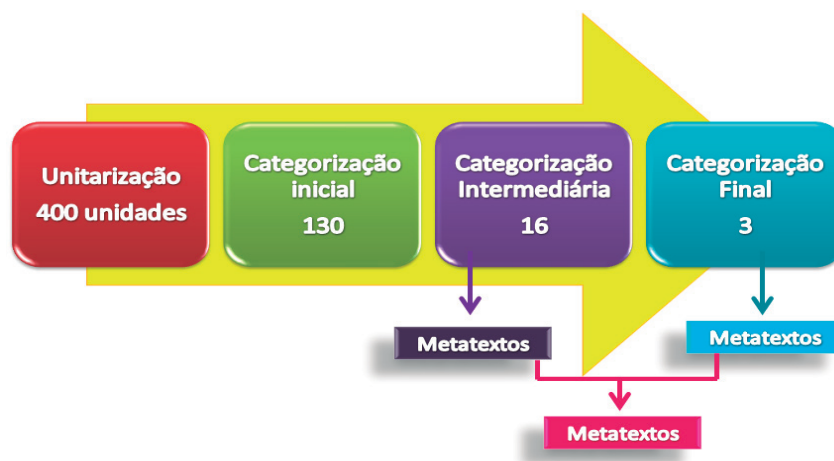 Unitarização
400 unidades
Categorização
inicial
130
Categorização
Intermediária
16
Categorização
Final
3
Metatextos
Metatextos
Metatextos